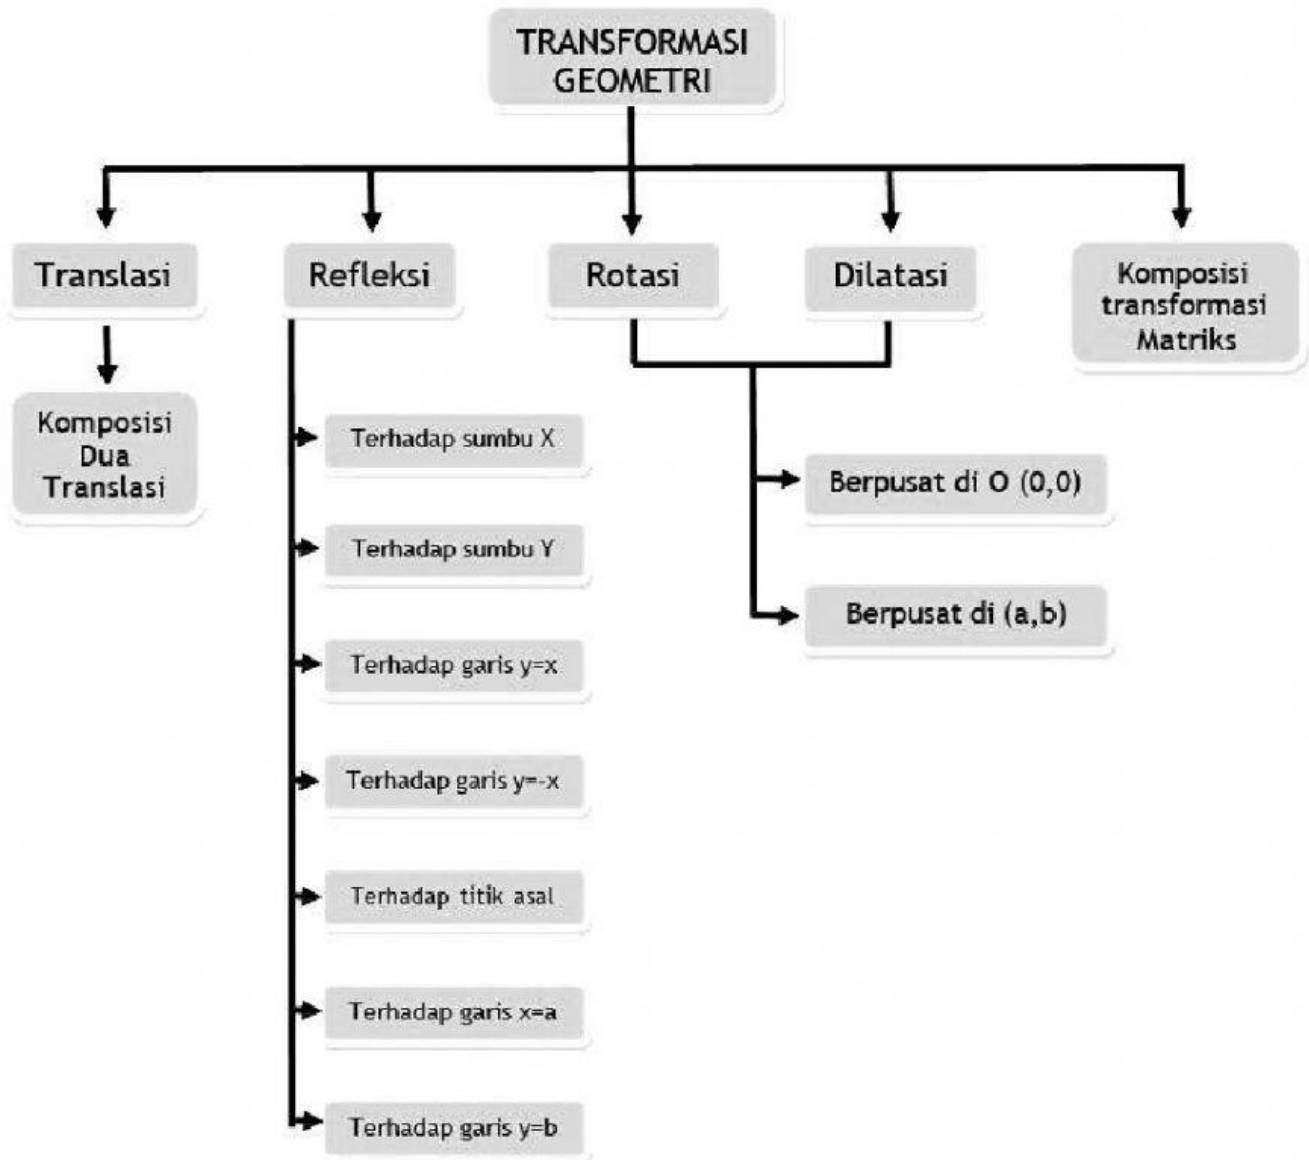 TRANSFORMASI
GEOMETRI
Translasi
Refleksi
Rotasi
Dilatasi
Komposisi
transformasi
Matriks
Komposisi
Dua
Translasi
Terhadap sumbu X
Terhadap sumbu Y
Terhadap garis y=x
Terhadap garis y=-x
Terhadap titik asal
Terhadap garis x=a
Terhadap garis y=b
Berpusat di O (0,0)
Berpusat di (a,b)